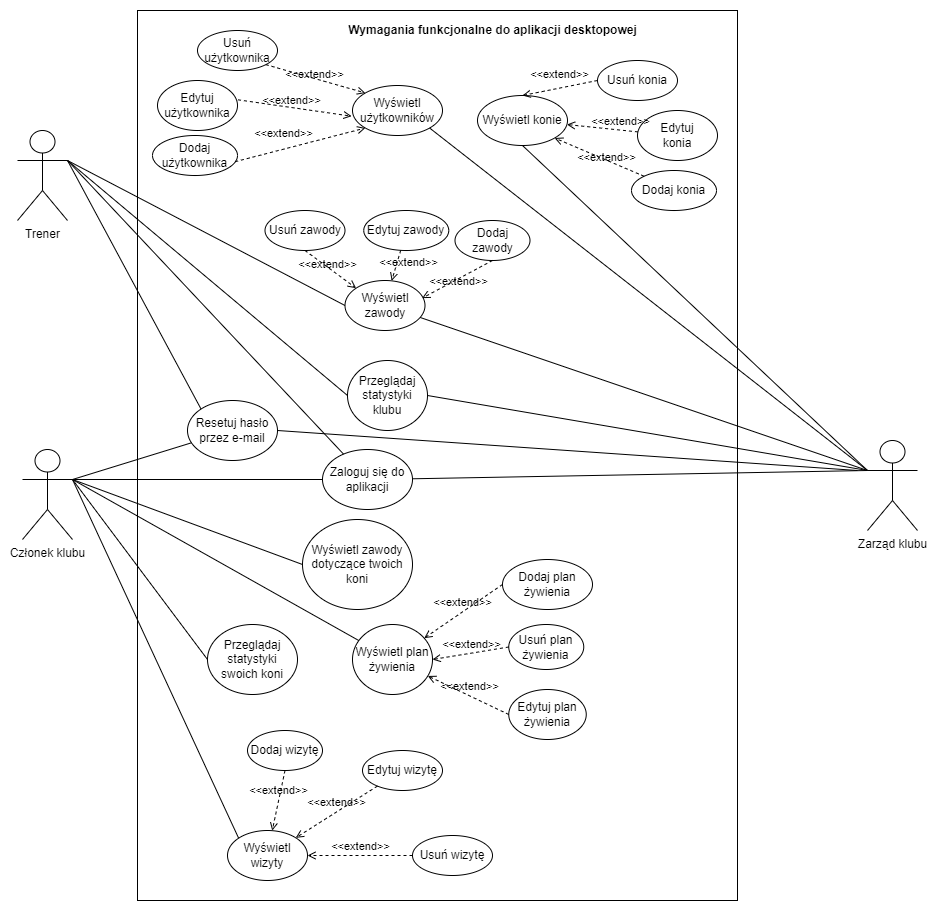 Wymagania funkcjonalne do aplikacji desktopowej
Usuń
użytkownika
<<extend>>
Edytuj
użytkownika
<<extend>>
Dodaj
użytkownika
<<extend>>
Wyświetl
użytkowników
Wyświetl konie
<<extend>>
Usuń konia
<<extend>>
Edytuj
konia
<<extend>>
Dodaj konia
Trener
Usuń zawody
Edytuj zawody
Dodaj
zawody
<<extend>>
<<extend>>
<<extend>>
Wyświetl
zawody
Przeglądaj
statystyki
klubu
Resetuj hasło
przez e-mail
Zaloguj się do
aplikacji
Członek klubu
Zarząd klubu
Wyświetl zawody
dotyczące twoich
koni
Dodaj plan
żywienia
<<extend>>
Przeglądaj
statystyki
swoich koni
Wyświetl plan
żywienia
<<extend>>
Usuń plan
żywienia
<<extend>>
Edytuj plan
żywienia
Dodaj wizytę
Edytuj wizytę
<<extend>>
<<extend>>
Wyświetl
wizyty
<<extend>>
Usuń wizytę